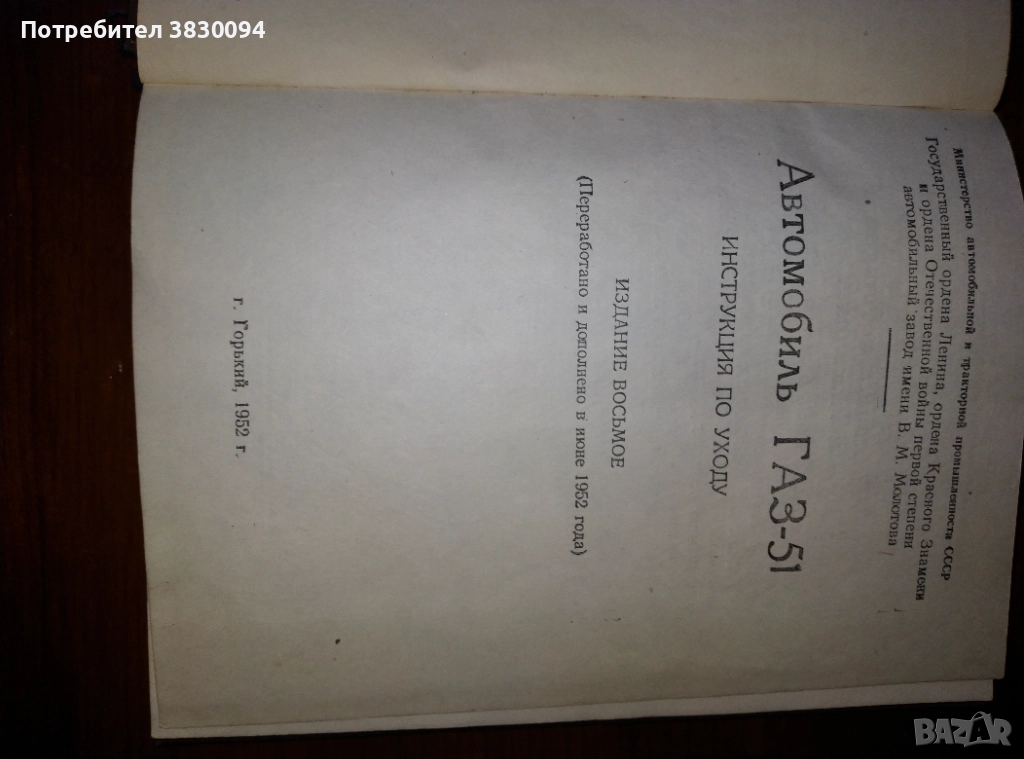 Потребител 3830094
Министерство автомобильной и тракторной промышленности СССР
Государственный ордена Ленина, ордена Красного Знамени
и ордена Отечественной войны первой степени
автомобильный завод имени В. М. Молотова
Автомобиль ГАЗ-51
ИНСТРУКЦИЯ ПО УХОДУ
ИЗДАНИЕ ВОСЬМОЕ
(Переработано и дополнено в июне 1952 года)
г. Горький, 1952 г.
BAZAR